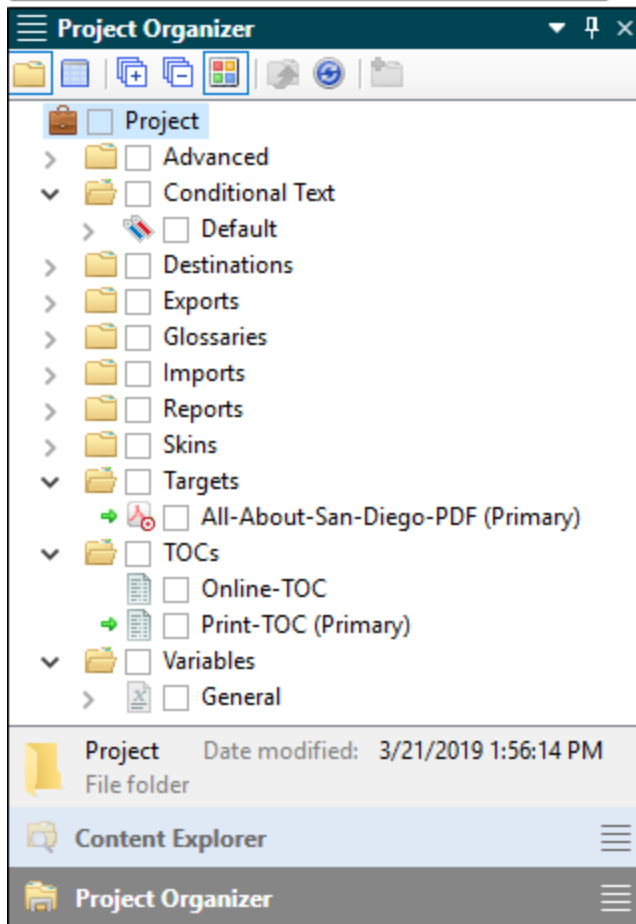 Project Organizer
Project
Advanced
Conditional Text
Default
Destinations
Exports
Glossaries
Imports
Reports
Skins
Targets
All-About-San-Diego-PDF (Primary)
TOCs
Online-TOC
Print-TOC (Primary)
Variables
General
Project Date modified: 3/21/2019 1:56:14 PM
File folder
Content Explorer
Project Organizer